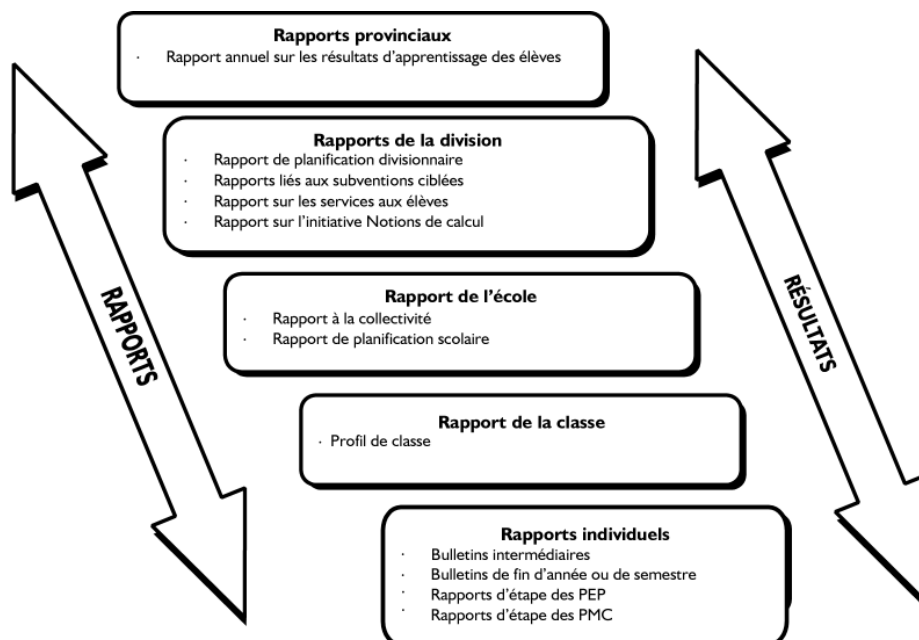 Rapports provinciaux
· Rapport annuel sur les résultats d'apprentissage des élèves
Rapports de la division
· Rapport de planification divisionnaire
· Rapports liés aux subventions ciblées
· Rapport sur les services aux élèves
· Rapport sur l'initiative Notions de calcul
RAPPORTS
RÉSULTATS
Rapport de l'école
· Rapport à la collectivité
· Rapport de planification scolaire
Rapport de la classe
· Profil de classe
Rapports individuels
· Bulletins intermédiaires
· Bulletins de fin d'année ou de semestre
· Rapports d'étape des PEP
· Rapports d'étape des PMC